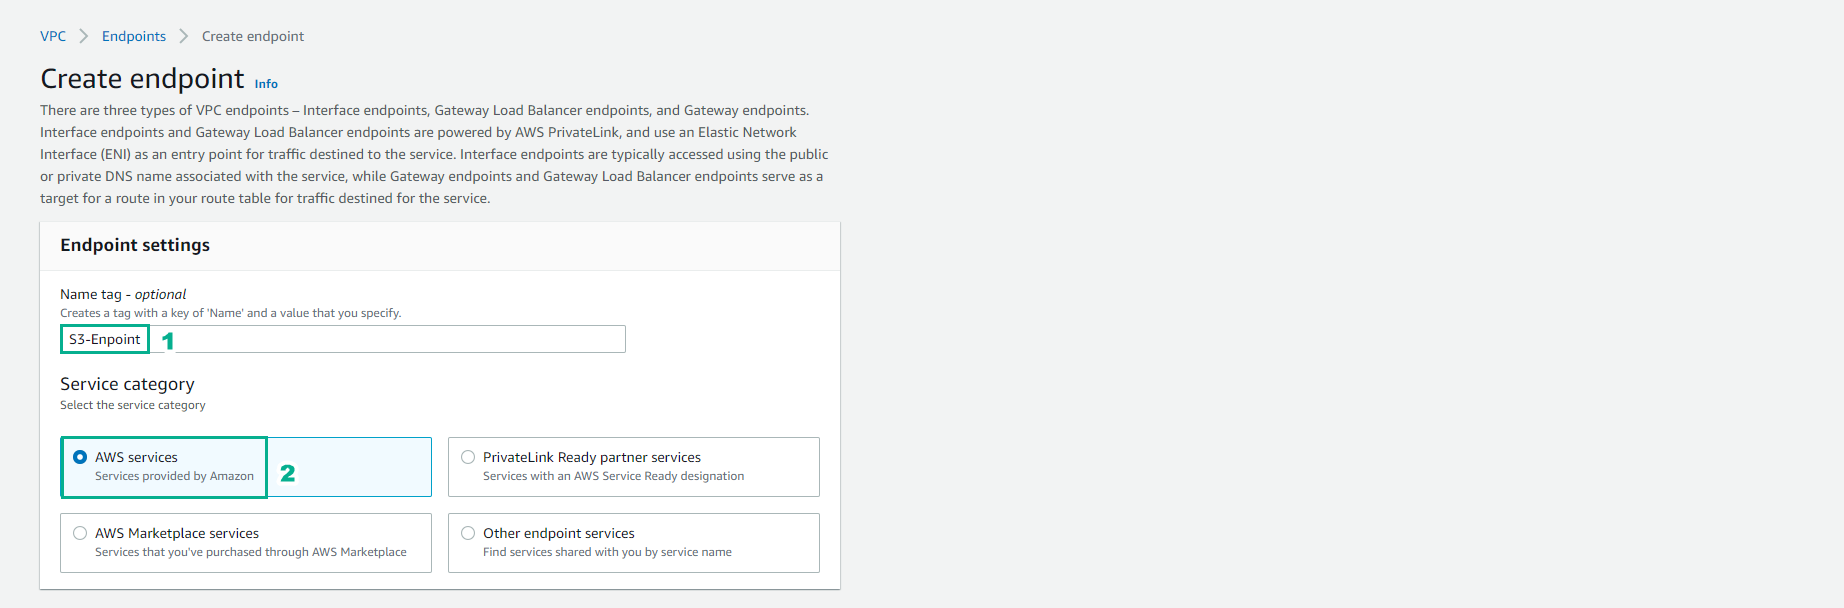 VPC > Endpoints > Create endpoint
Create endpoint Info
There are three types of VPC endpoints – Interface endpoints, Gateway Load Balancer endpoints, and Gateway endpoints.
Interface endpoints and Gateway Load Balancer endpoints are powered by AWS PrivateLink, and use an Elastic Network
Interface (ENI) as an entry point for traffic destined to the service. Interface endpoints are typically accessed using the public
or private DNS name associated with the service, while Gateway endpoints and Gateway Load Balancer endpoints serve as a
target for a route in your route table for traffic destined for the service.
Endpoint settings
Name tag - optional
Creates a tag with a key of 'Name' and a value that you specify.
S3-Enpoint 1
Service category
Select the service category
AWS services
Services provided by Amazon
2
PrivateLink Ready partner services
Services with an AWS Service Ready designation
AWS Marketplace services
Services that you've purchased through AWS Marketplace
Other endpoint services
Find services shared with you by service name